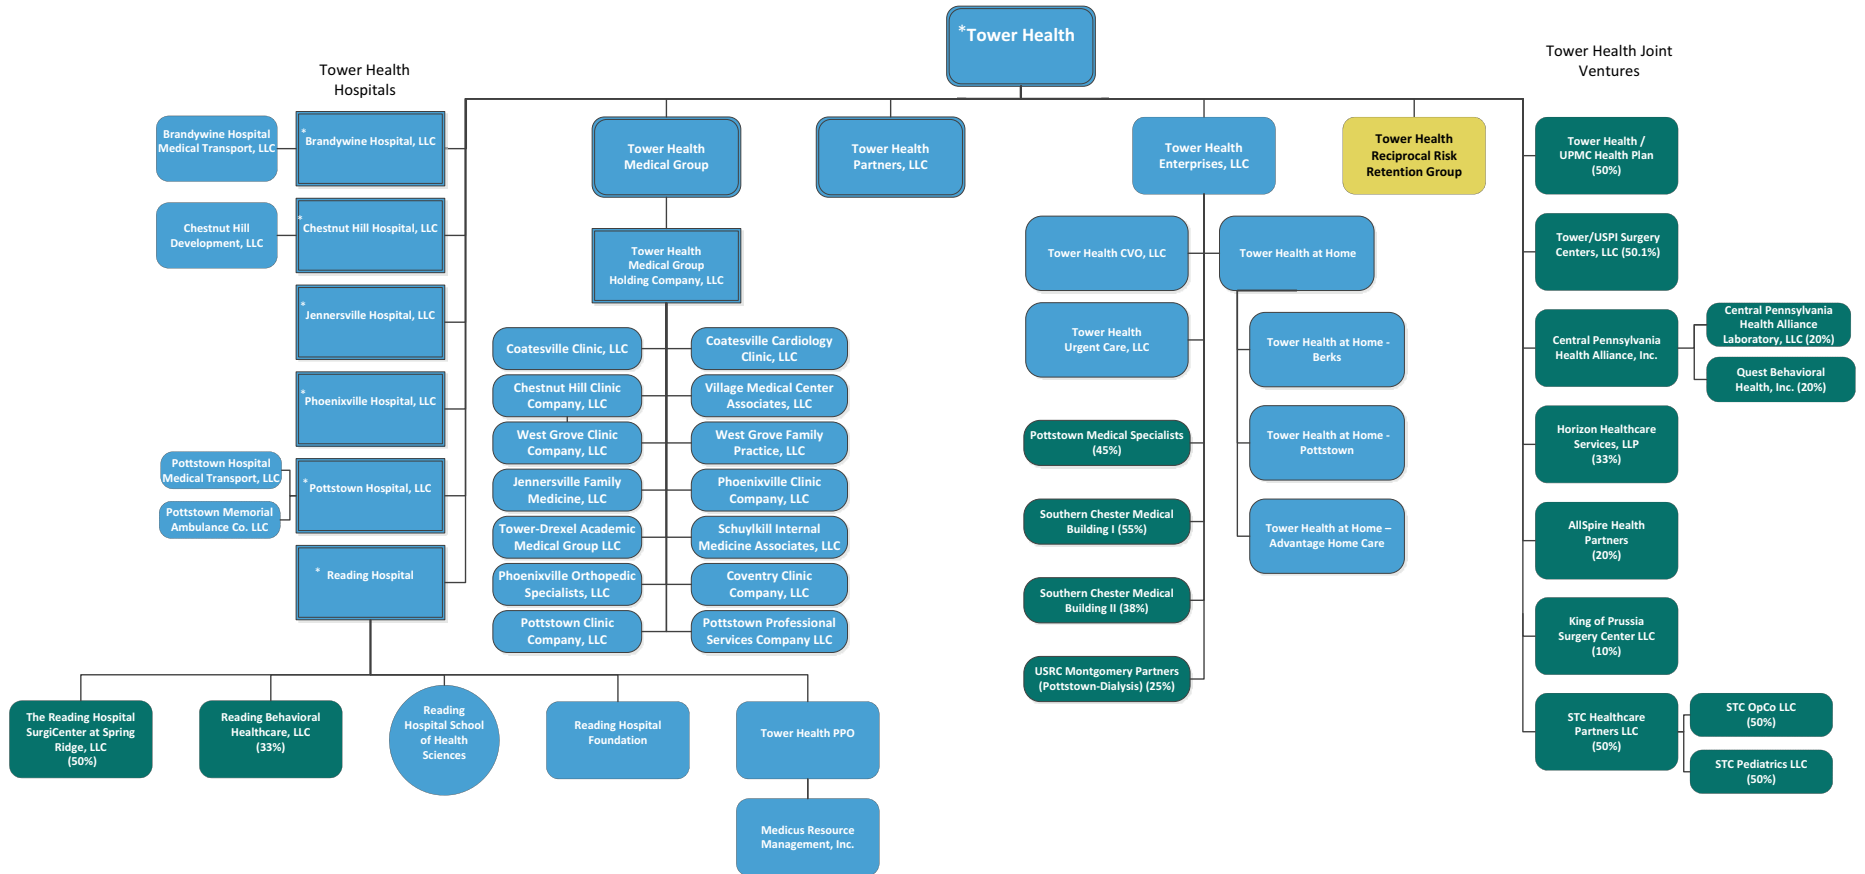 *Tower Health
Tower Health
Hospitals
Tower Health Joint
Ventures
Brandywine Hospital
Medical Transport, LLC
*
Brandywine Hospital, LLC
Chestnut Hill
Development, LLC
*
Chestnut Hill Hospital, LLC
*
Jennersville Hospital, LLC
*
Phoenixville Hospital, LLC
Pottstown Hospital
Medical Transport, LLC
Pottstown Memorial
Ambulance Co. LLC
*
Pottstown Hospital, LLC
* Reading Hospital
The Reading Hospital
SurgiCenter at Spring
Ridge, LLC
(50%)
Reading Behavioral
Healthcare, LLC
(33%)
Reading
Hospital School
of Health
Sciences
Reading Hospital
Foundation
Tower Health PPO
Medicus Resource
Management, Inc.
Tower Health
Medical Group
Tower Health
Medical Group
Holding Company, LLC
Coatesville Clinic, LLC
Coatesville Cardiology
Clinic, LLC
Chestnut Hill Clinic
Company, LLC
Village Medical Center
Associates, LLC
West Grove Clinic
Company, LLC
West Grove Family
Practice, LLC
Jennersville Family
Medicine, LLC
Phoenixville Clinic
Company, LLC
Tower-Drexel Academic
Medical Group LLC
Schuylkill Internal
Medicine Associates, LLC
Phoenixville Orthopedic
Specialists, LLC
Coventry Clinic
Company, LLC
Pottstown Clinic
Company, LLC
Pottstown Professional
Services Company LLC
Tower Health
Partners, LLC
Tower Health
Enterprises, LLC
Tower Health CVO, LLC
Tower Health at Home
Tower Health
Urgent Care, LLC
Tower Health at Home -
Berks
Pottstown Medical Specialists
(45%)
Tower Health at Home -
Pottstown
Southern Chester Medical
Building I (55%)
Tower Health at Home –
Advantage Home Care
Southern Chester Medical
Building II (38%)
USRC Montgomery Partners
(Pottstown-Dialysis) (25%)
Tower Health
Reciprocal Risk
Retention Group
Tower Health /
UPMC Health Plan
(50%)
Tower/USPI Surgery
Centers, LLC (50.1%)
Central Pennsylvania
Health Alliance, Inc.
Central Pennsylvania
Health Alliance
Laboratory, LLC (20%)
Quest Behavioral
Health, Inc. (20%)
Horizon Healthcare
Services, LLP
(33%)
AllSpire Health
Partners
(20%)
King of Prussia
Surgery Center LLC
(10%)
STC Healthcare
Partners LLC
(50%)
STC OpCo LLC
(50%)
STC Pediatrics LLC
(50%)